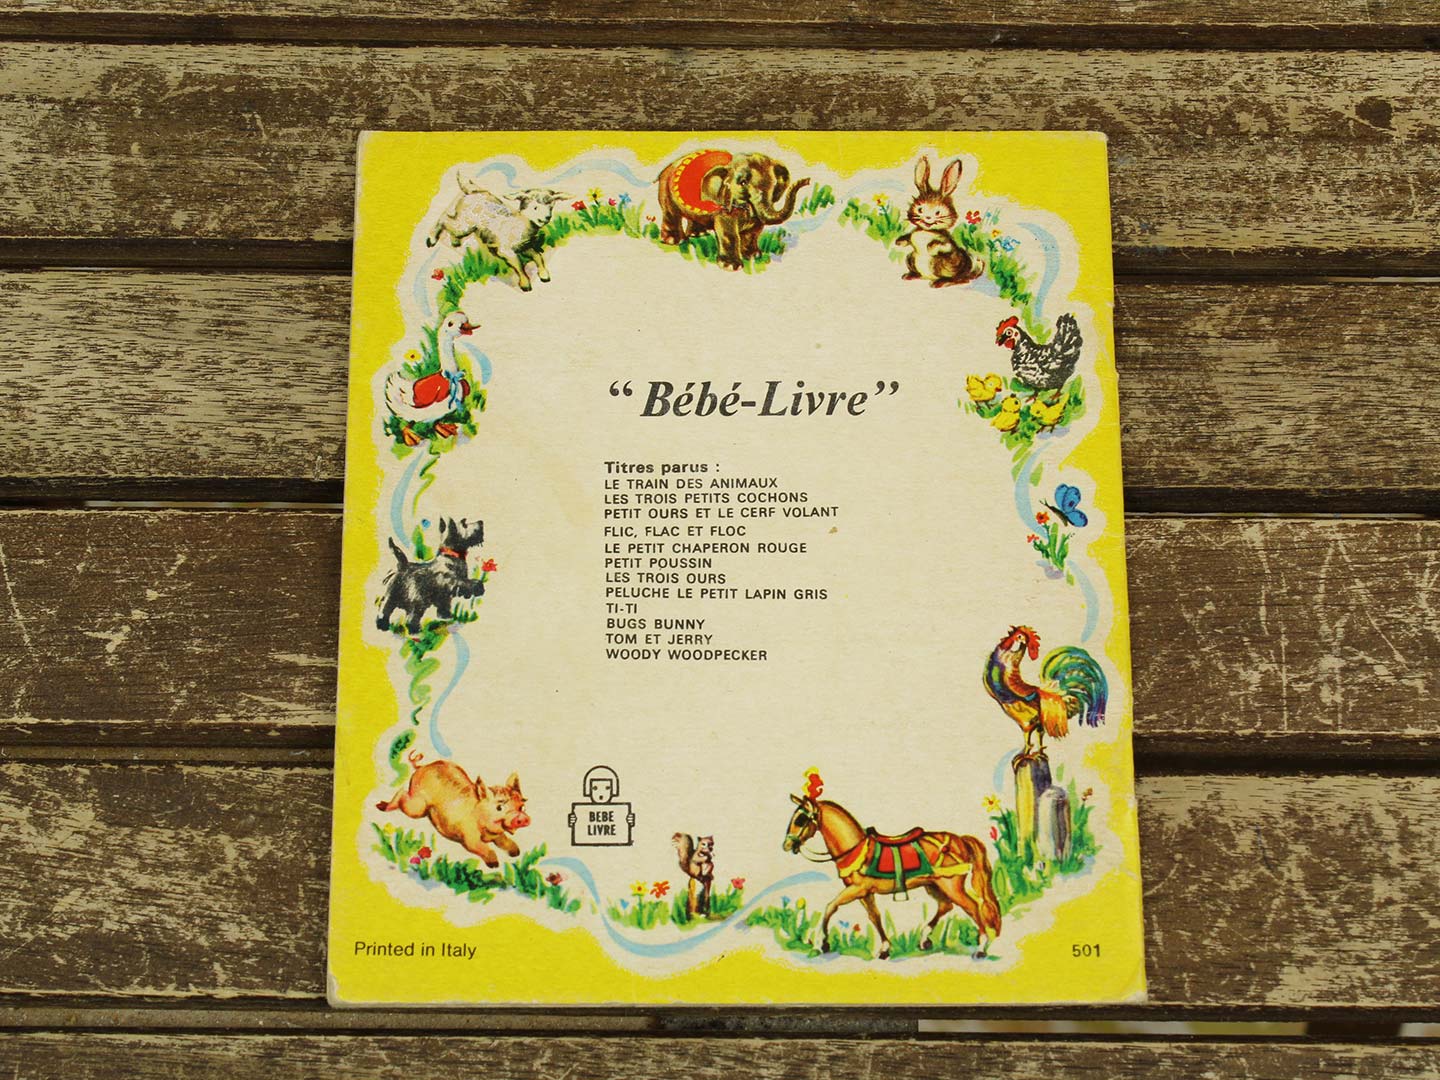 “Bébé-Livre”
Titres parus :
LE TRAIN DES ANIMAUX
LES TROIS PETITS COCHONS
PETIT OURS ET LE CERF VOLANT
FLIC, FLAC ET FLOC
LE PETIT CHAPERON ROUGE
PETIT POUSSIN
LES TROIS OURS
PELUCHE LE PETIT LAPIN GRIS
TI-TI
BUGS BUNNY
TOM ET JERRY
WOODY WOODPECKER
BEBE
LIVRE
Printed in Italy
501